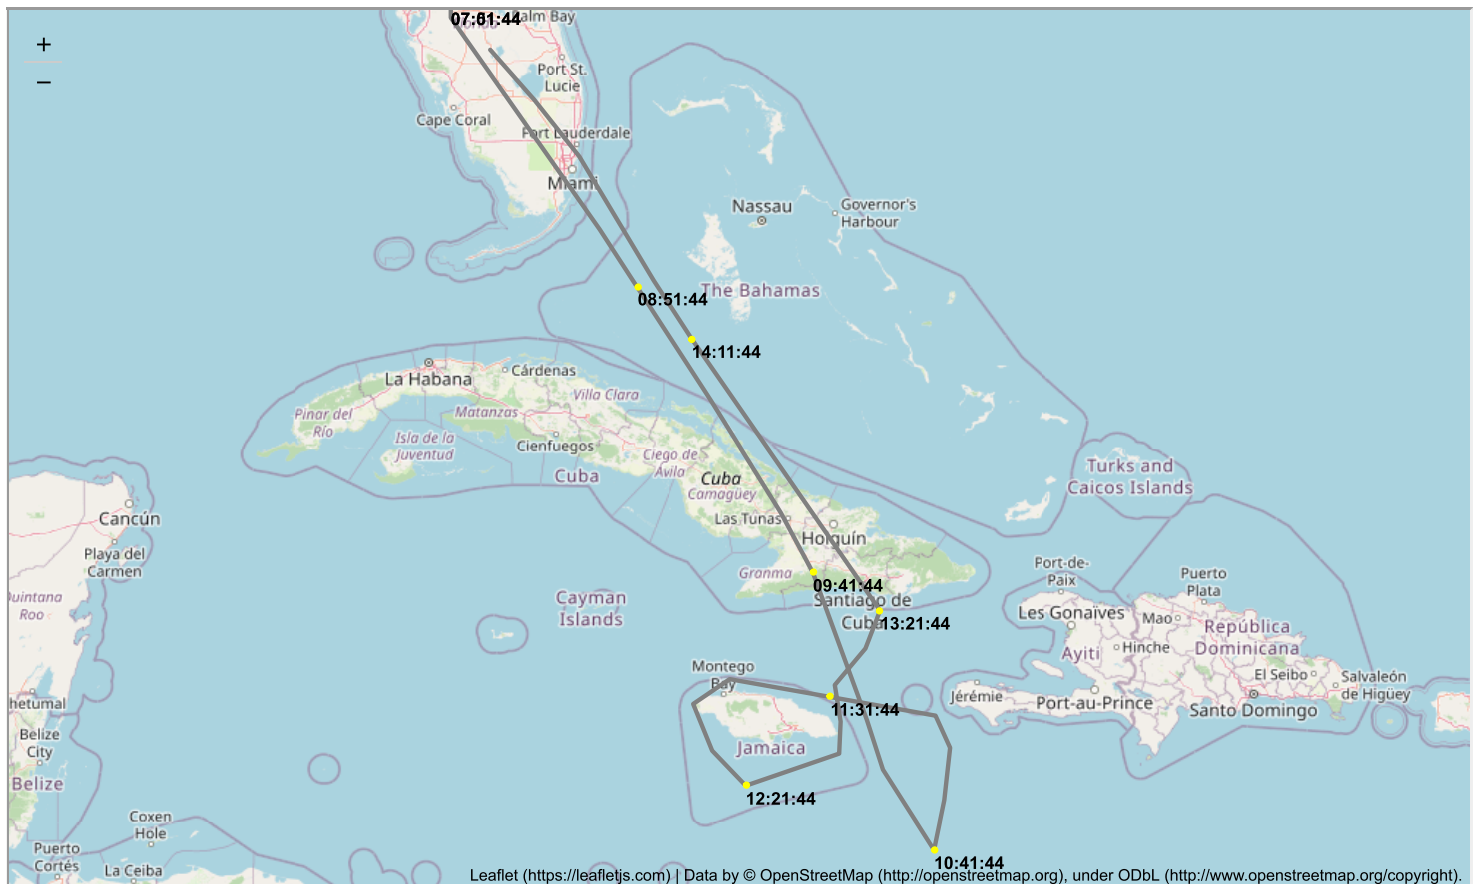 07:51:44
Palm Bay
+
−
Port St.
Lucie
Cape Coral
Fort Lauderdale
Miami
Nassau
Governor's
Harbour
08:51:44
The Bahamas
14:11:44
La Habana
Cárdenas
Villa Clara
Pinar del
Río
Matanzas
Isla de la
Juventud
Cienfuegos
Ciego de
Ávila
Cuba
Cuba
Camagüey
Las Tunas
Holguín
Turks and
Caicos Islands
Cancún
Playa del
Carmen
Quintana
Roo
Granma
09:41:44
Santiago de
Cuba
13:21:44
Cayman
Islands
Port-de-
Paix
Puerto
Plata
Les Gonaïves
Mao
República
Dominicana
Ayiti
Hinche
El Seibo
Salvaleón
de Higüey
Montego
Bay
Jérémie
Port-au-Prince
Santo Domingo
11:31:44
Jamaica
hetumal
Belize
City
Belize
12:21:44
Coxen
Hole
Puerto
Cortés
La Ceiba
10:41:44
Leaflet (https://leafletjs.com) | Data by © OpenStreetMap (http://openstreetmap.org), under ODbL (http://www.openstreetmap.org/copyright).